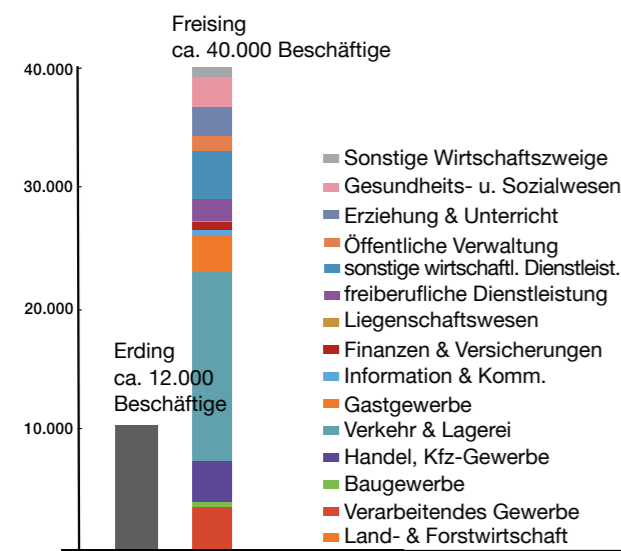 Freising
ca. 40.000 Beschäftige
40.000
30.000
20.000
10.000
Erding
ca. 12.000
Beschäftige
Sonstige Wirtschaftszweige
Gesundheits- u. Sozialwesen
Erziehung & Unterricht
Öffentliche Verwaltung
sonstige wirtschaftl. Dienstleist.
freiberufliche Dienstleistung
Liegenschaftswesen
Finanzen & Versicherungen
Information & Komm.
Gastgewerbe
Verkehr & Lagerei
Handel, Kfz-Gewerbe
Baugewerbe
Verarbeitendes Gewerbe
Land- & Forstwirtschaft